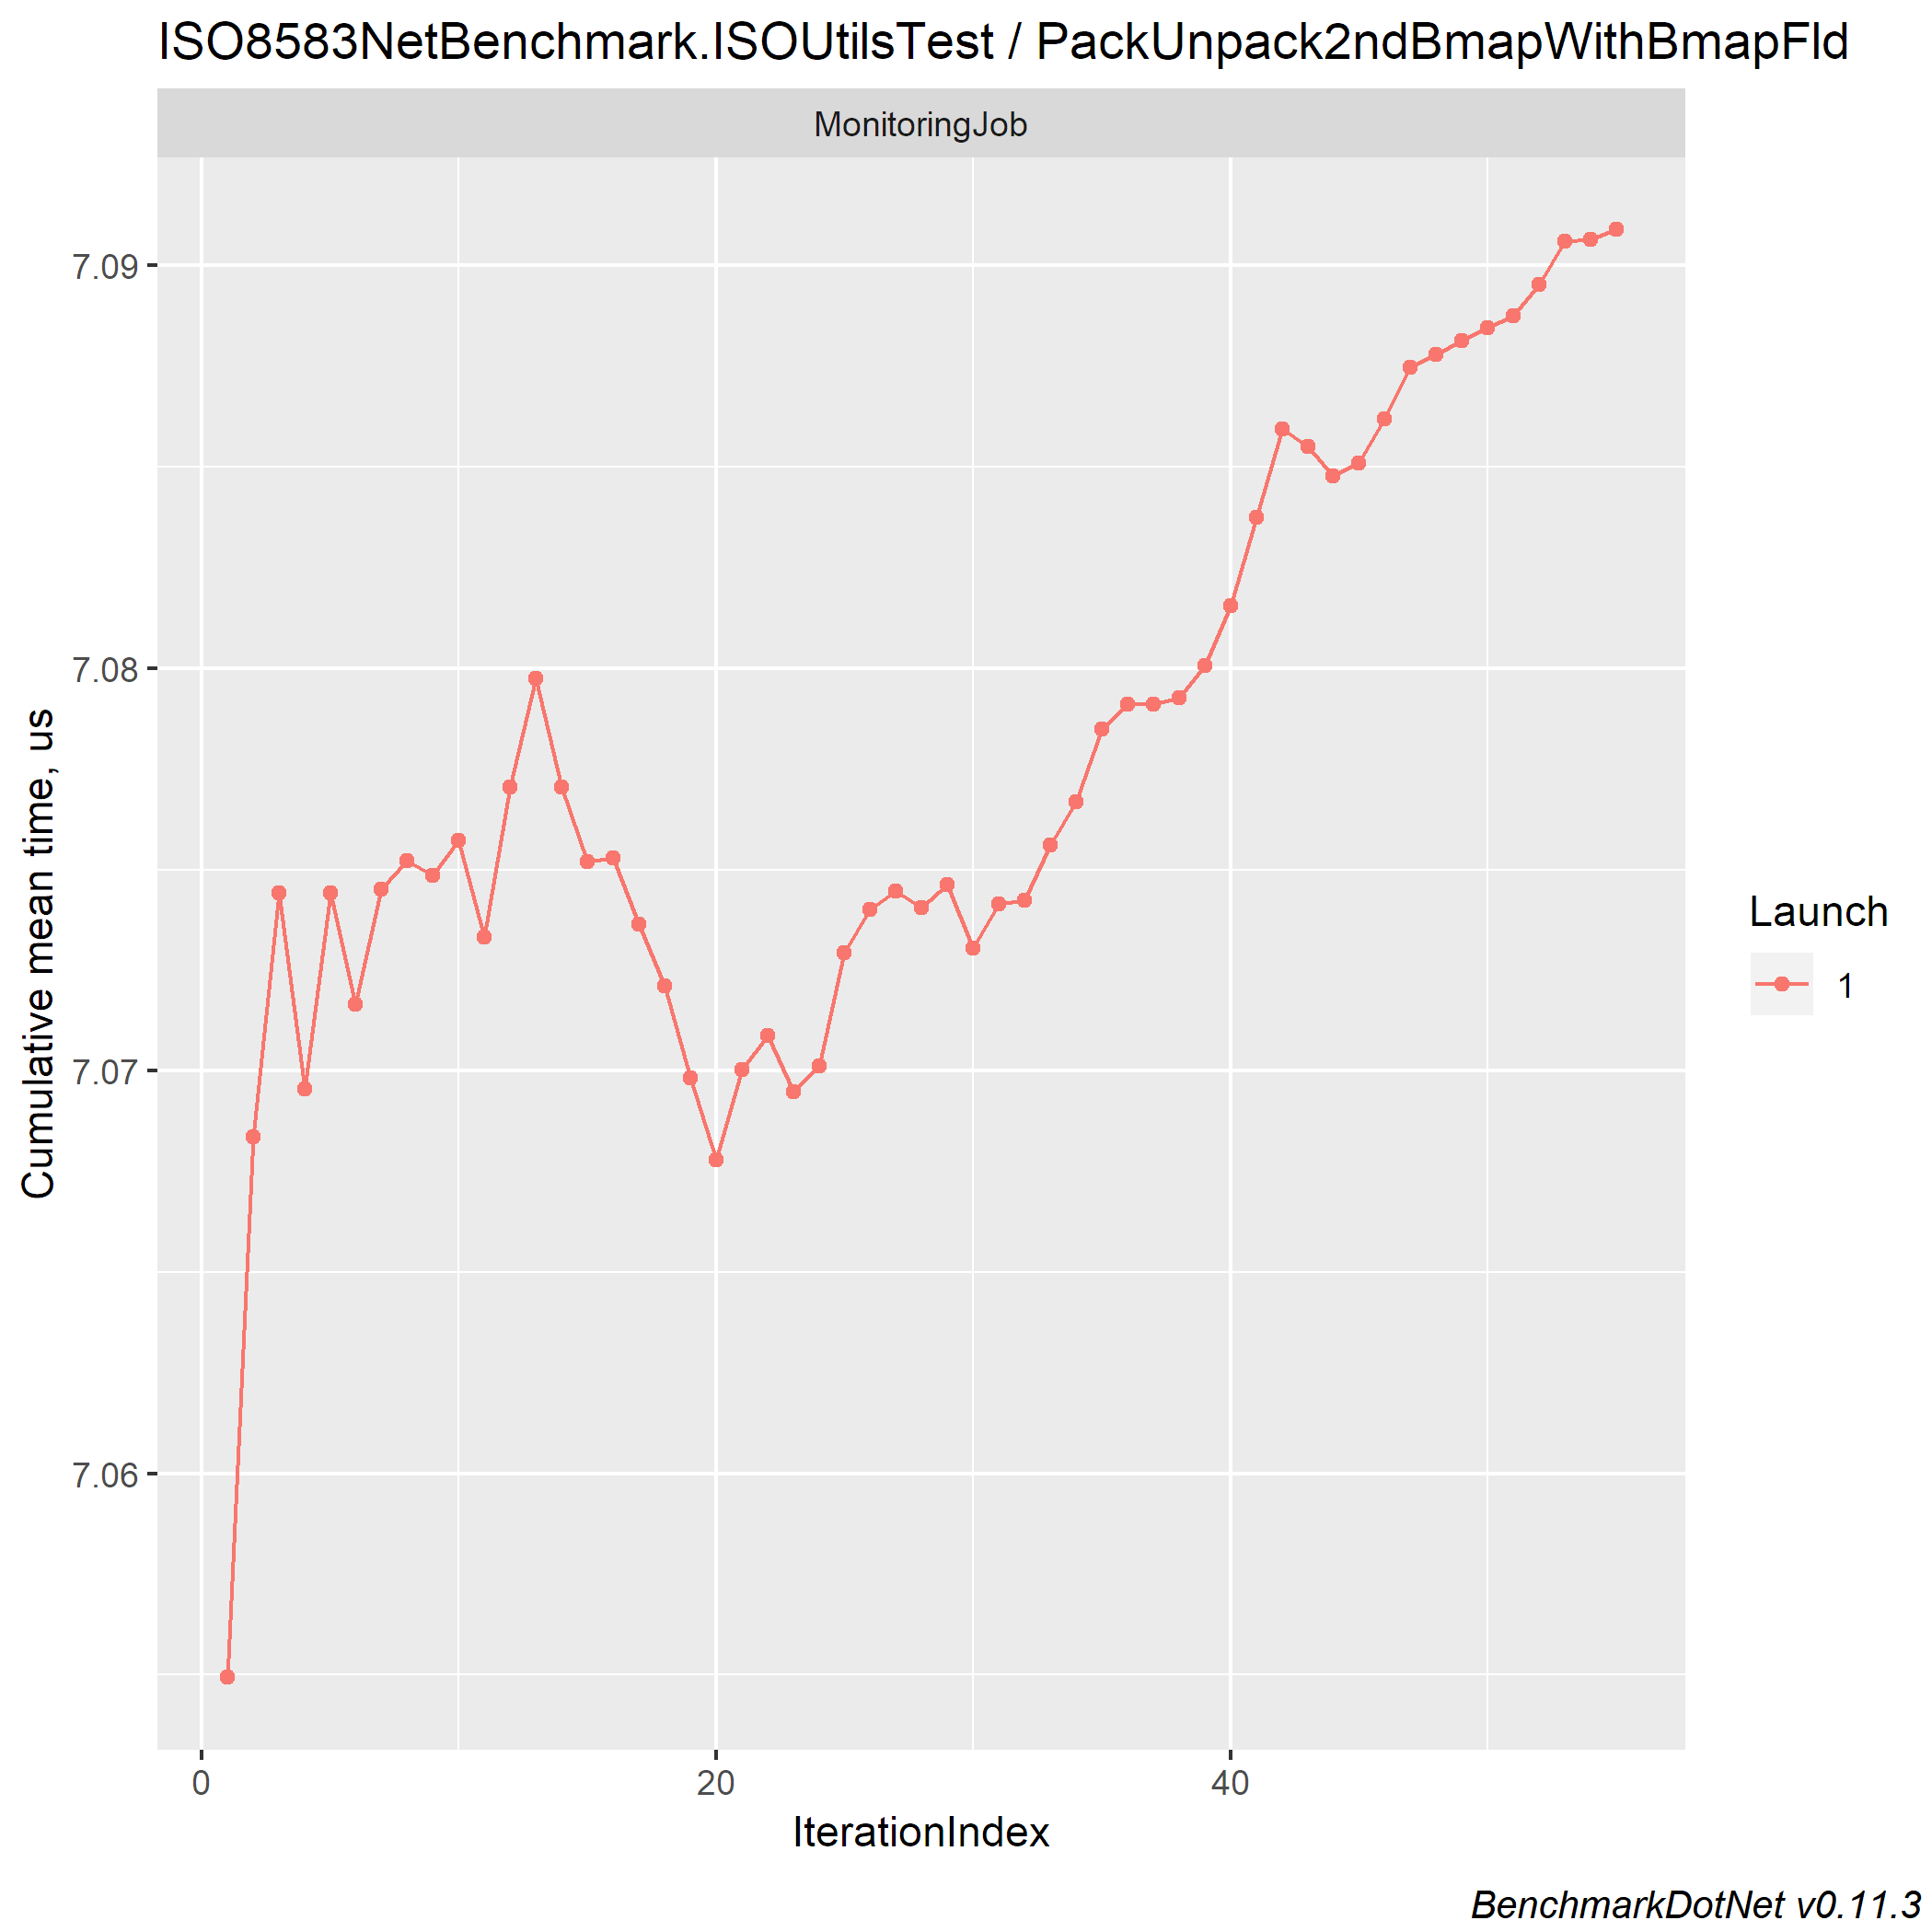 ISO8583NetBenchmark.ISOUtilsTest / PackUnpack2ndBmapWithBmapFld
MonitoringJob
Cumulative mean time, us
7.09
7.08
7.07
7.06
0
20
40
IterationIndex
Launch
1
BenchmarkDotNet v0.11.3